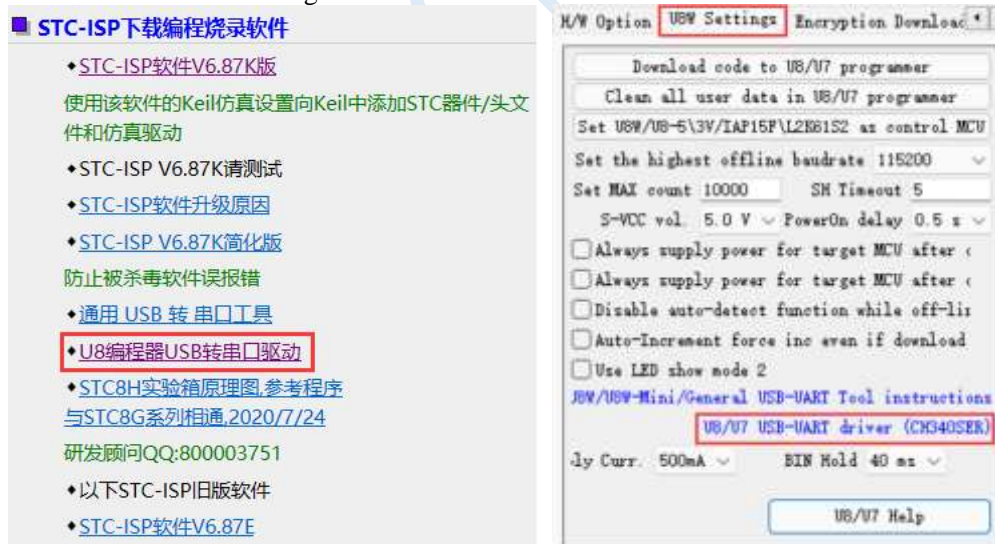 STC-ISP下载编程烧录软件
◆STC-ISP软件V6.87K版
使用该软件的Keil仿真设置向Keil中添加STC器件/头文
件和仿真驱动
◆STC-ISP V6.87K请测试
◆STC-ISP软件升级原因
◆STC-ISP V6.87K简化版
防止被杀毒软件误报错
◆通用 USB 转 串口工具
◆U8编程器USB转串口驱动
◆STC8H实验箱原理图,参考程序
与STC8G系列相通,2020/7/24
研发顾问QQ:800003751
◆以下STC-ISP旧版软件
◆STC-ISP软件V6.87E
H/W Option U8W Settings Encryption Download
Download code to U8/U7 programmer
Clean all user data in U8/U7 programmer
Set U8W/U8-5\3V/IAP15F\L2K61S2 as control MCU
Set the highest offline baudrate 115200
Set MAX count 10000 SN Timeout 5
S-VCC vol. 5.0 V PowerOn delay 0.5 s
Always supply power for target MCU after
Always supply power for target MCU after
Disable auto-detect function while off-li
Auto-Increment force inc even if download
Use LED show mode 2
U8W/U8W-Mini/General USB-UART Tool instructions
U8/U7 USB-UART driver (CH340SER)
ly Curr. 500mA BIN Hold 40 ms
U8/U7 Help